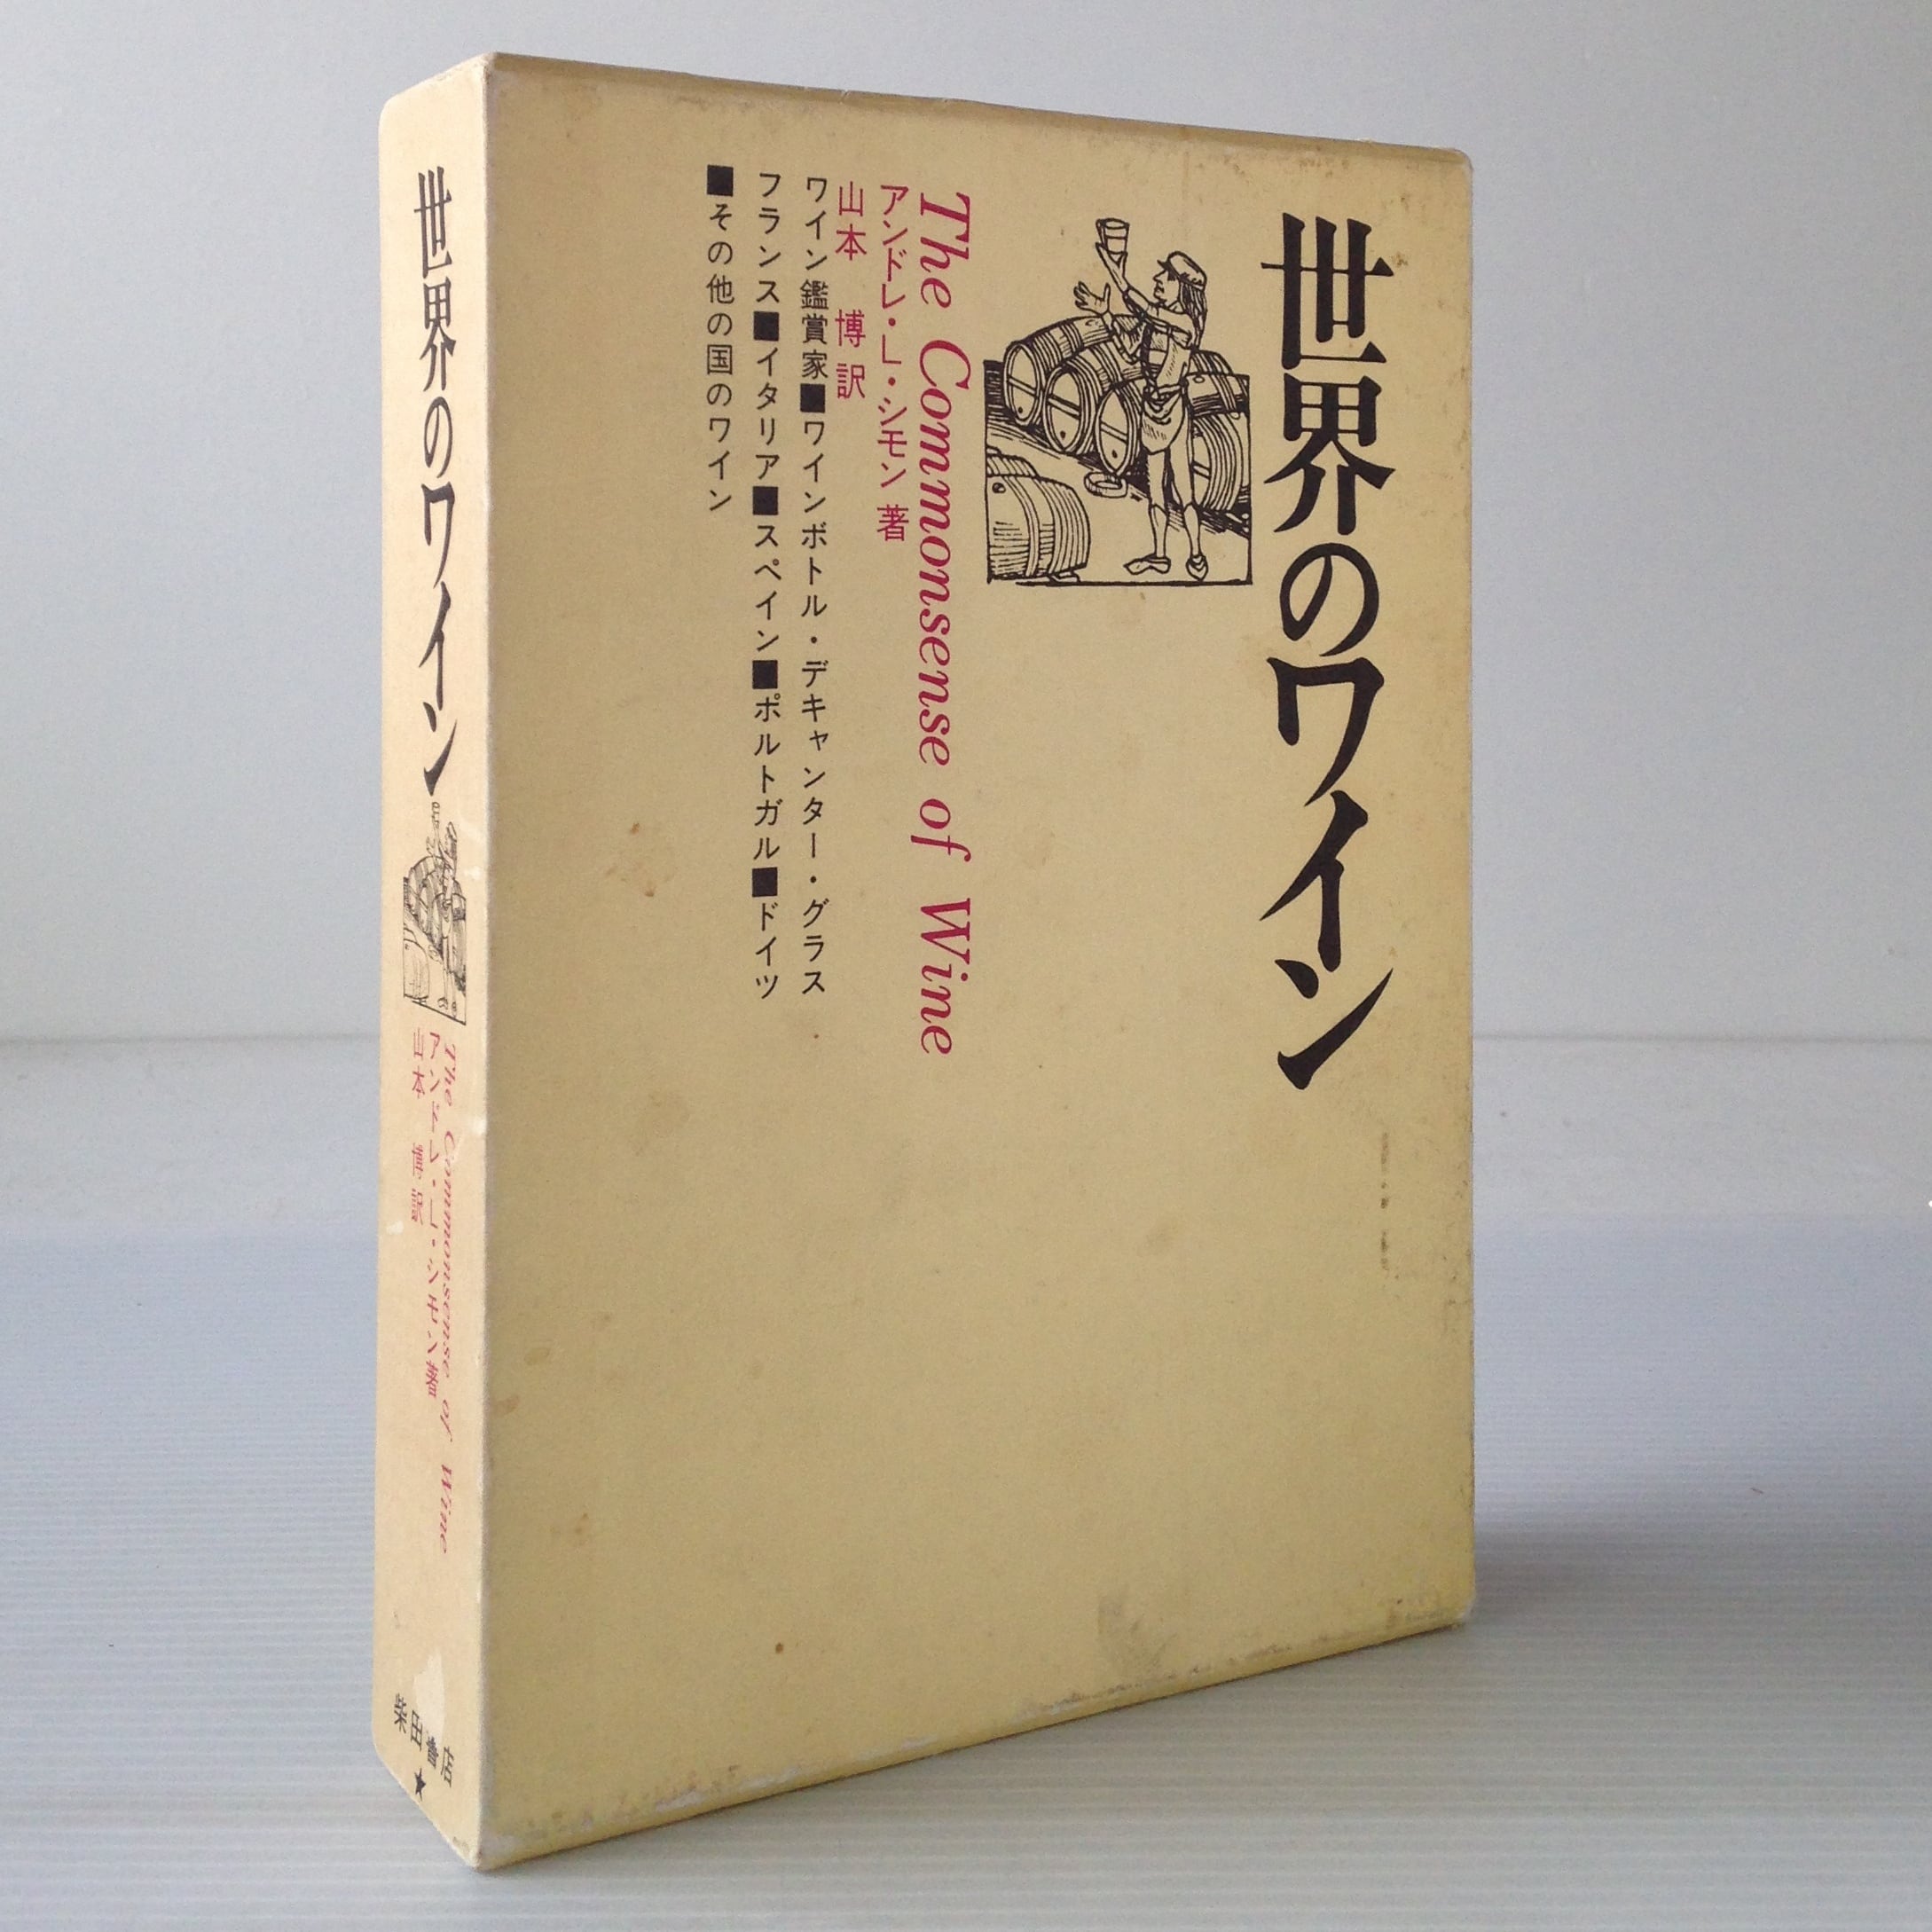 世界のワイン
The Commonsense of Wine
アンドレ・L・シモン 著
山本 博 訳
ワイン鑑賞家■ワインボトル・デキャンター・グラス
フランス■イタリア■スペイン■ポルトガル■ドイツ
■その他の国のワイン
世界のワイン
The Commonsense of Wine
アンドレ・L・シモン著
山本 博 訳
柴田書店
★